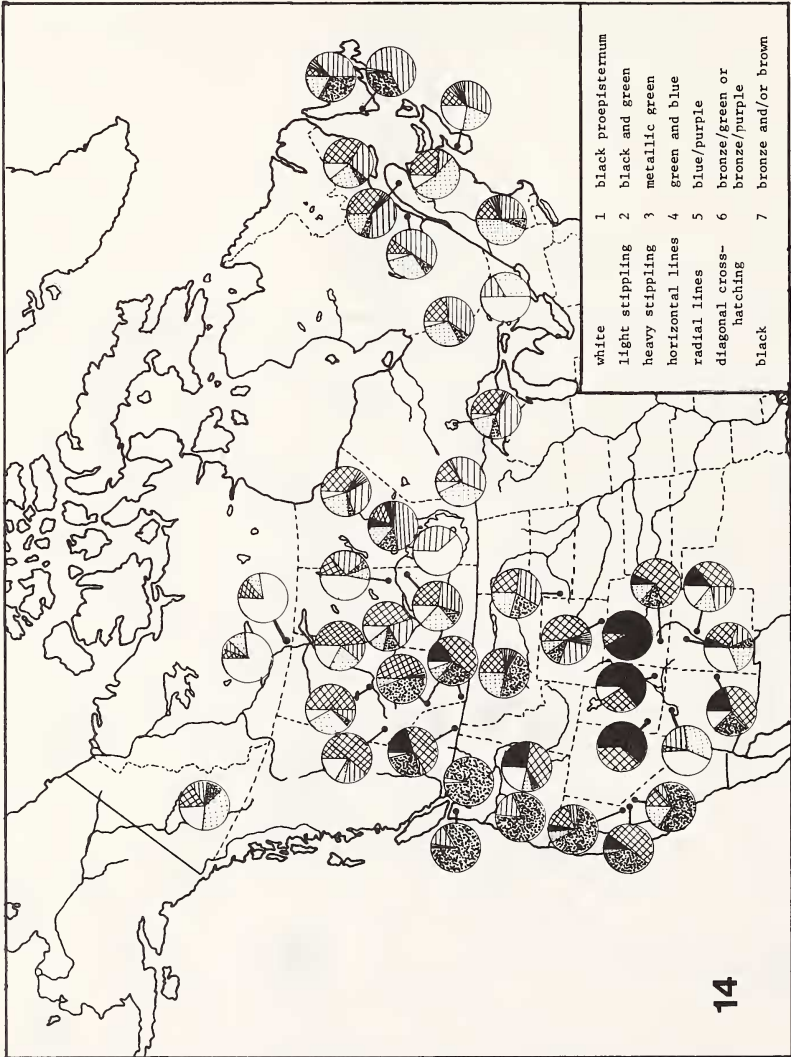 white 1 black proepisternum
light stippling 2 black and green
heavy stippling 3 metallic green
horizontal lines 4 green and blue
radial lines 5 blue/purple
diagonal cross- 6 bronze/green or
hatching bronze/purple
black 7 bronze and/or brown
14